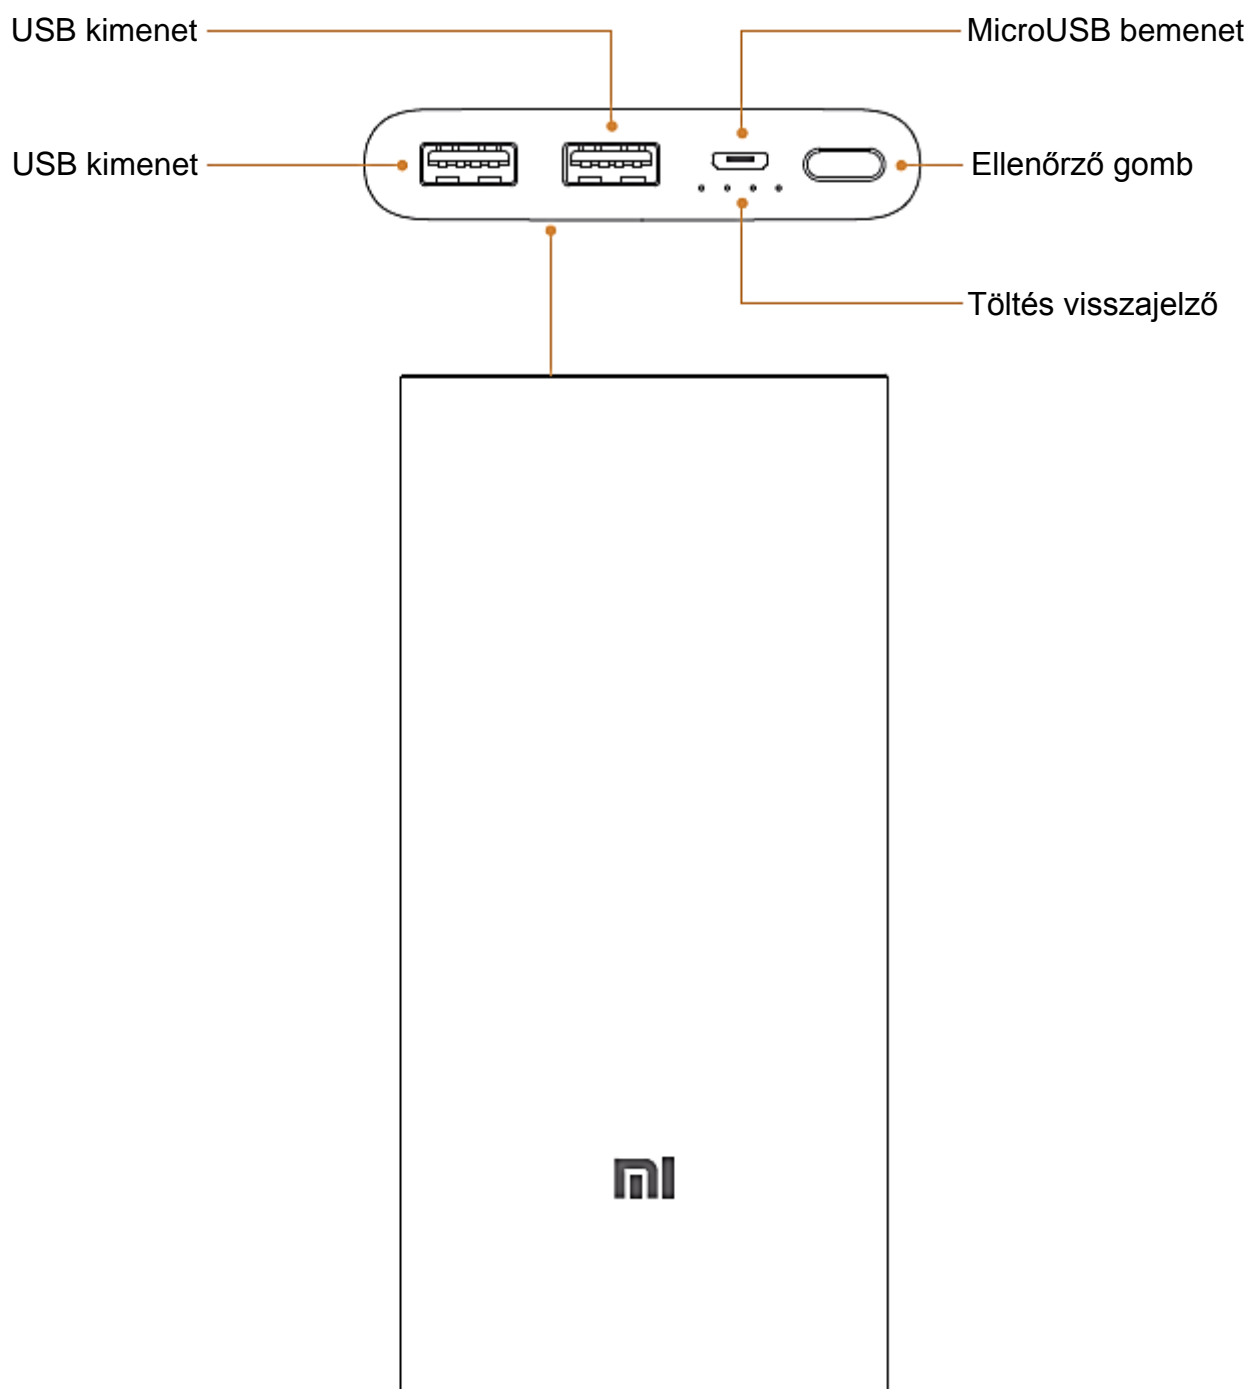 USB kimenet
MicroUSB bemenet
USB kimenet
Ellenőrző gomb
Töltés visszajelző
mi